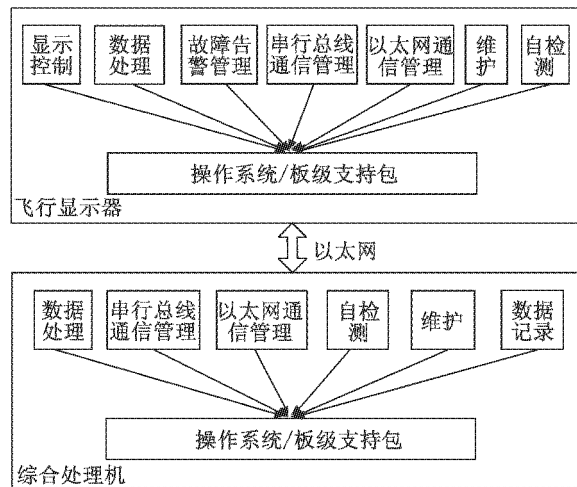 显示
控制
数据
处理
故障告
警管理
串行总线
通信管理
以太网通
信管理
维
护
自检
测
操作系统/板级支持包
飞行显示器
以太网
数据
处理
串行总线
通信管理
以太网通
信管理
自检
测
维护
数据
记录
操作系统/板级支持包
综合处理机